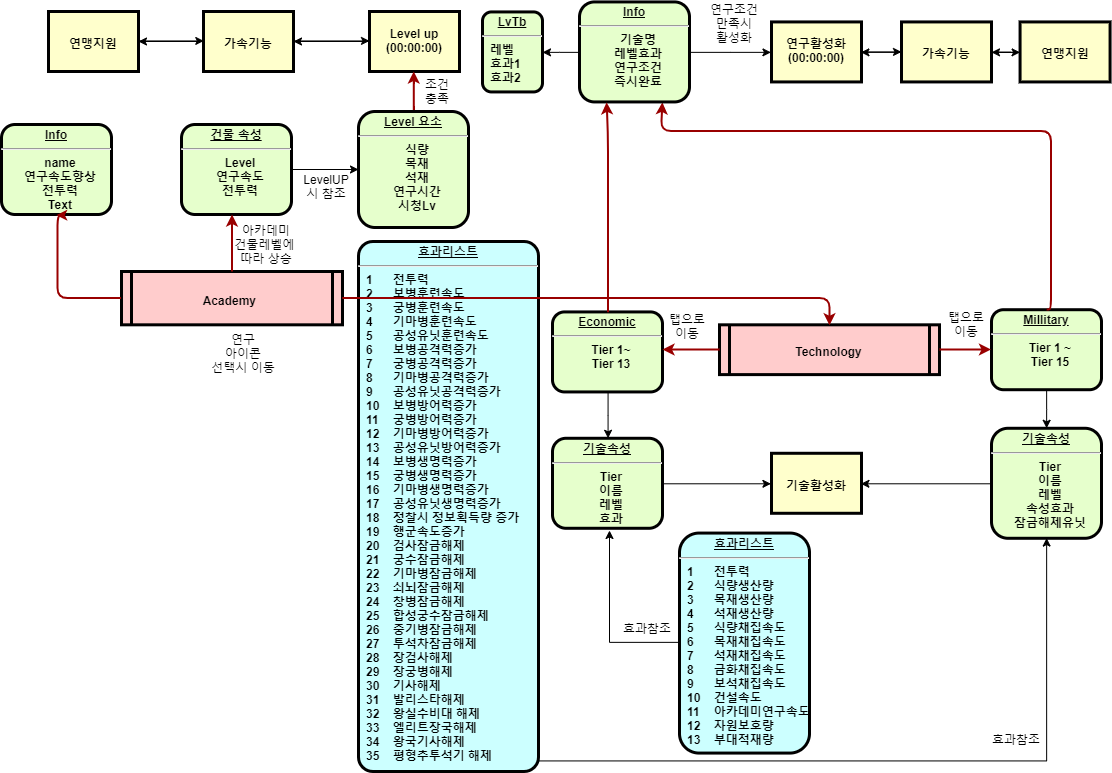 연맹지원
가속기능
Level up
(00:00:00)
LvTb
레벨
효과1
효과2
Info
기술명
레벨효과
연구조건
즉시완료
연구조건
만족시
활성화
연구활성화
(00:00:00)
가속기능
연맹지원
조건
충족
Info
name
연구속도향상
전투력
Text
건물 속성
Level
연구속도
전투력
LevelUP
시 참조
Level 요소
식량
목재
석재
연구시간
시청Lv
아카데미
건물레벨에
따라 상승
Academy
연구
아이콘
선택시 이동
효과리스트
1 전투력
2 보병훈련속도
3 궁병훈련속도
4 기마병훈련속도
5 공성유닛훈련속도
6 보병공격력증가
7 궁병공격력증가
8 기마병공격력증가
9 공성유닛공격력증가
10 보병방어력증가
11 궁병방어력증가
12 기마병방어력증가
13 공성유닛방어력증가
14 보병생명력증가
15 궁병생명력증가
16 기마병생명력증가
17 공성유닛생명력증가
18 정찰시 정보획득량 증가
19 행군속도증가
20 검사잠금해제
21 궁수잠금해제
22 기마병잠금해제
23 쇠뇌잠금해제
24 창병잠금해제
25 합성궁수잠금해제
26 중기병잠금해제
27 투석차잠금해제
28 장검사해제
29 장궁병해제
30 기사해제
31 발리스타해제
32 왕실수비대 해제
33 엘리트장국해제
34 왕국기사해제
35 평형추투석기 해제
Economic
Tier 1~
Tier 13
탭으로
이동
Technology
탭으로
이동
Millitary
Tier 1 ~
Tier 15
기술속성
Tier
이름
레벨
효과
기술활성화
기술속성
Tier
이름
레벨
속성효과
잠금해제유닛
효과참조
효과리스트
1 전투력
2 식량생산량
3 목재생산량
4 석재생산량
5 식량채집속도
6 목재채집속도
7 석재채집속도
8 금화채집속도
9 보석채집속도
10 건설속도
11 아카데미연구속도
12 자원보호량
13 부대적재량
효과참조